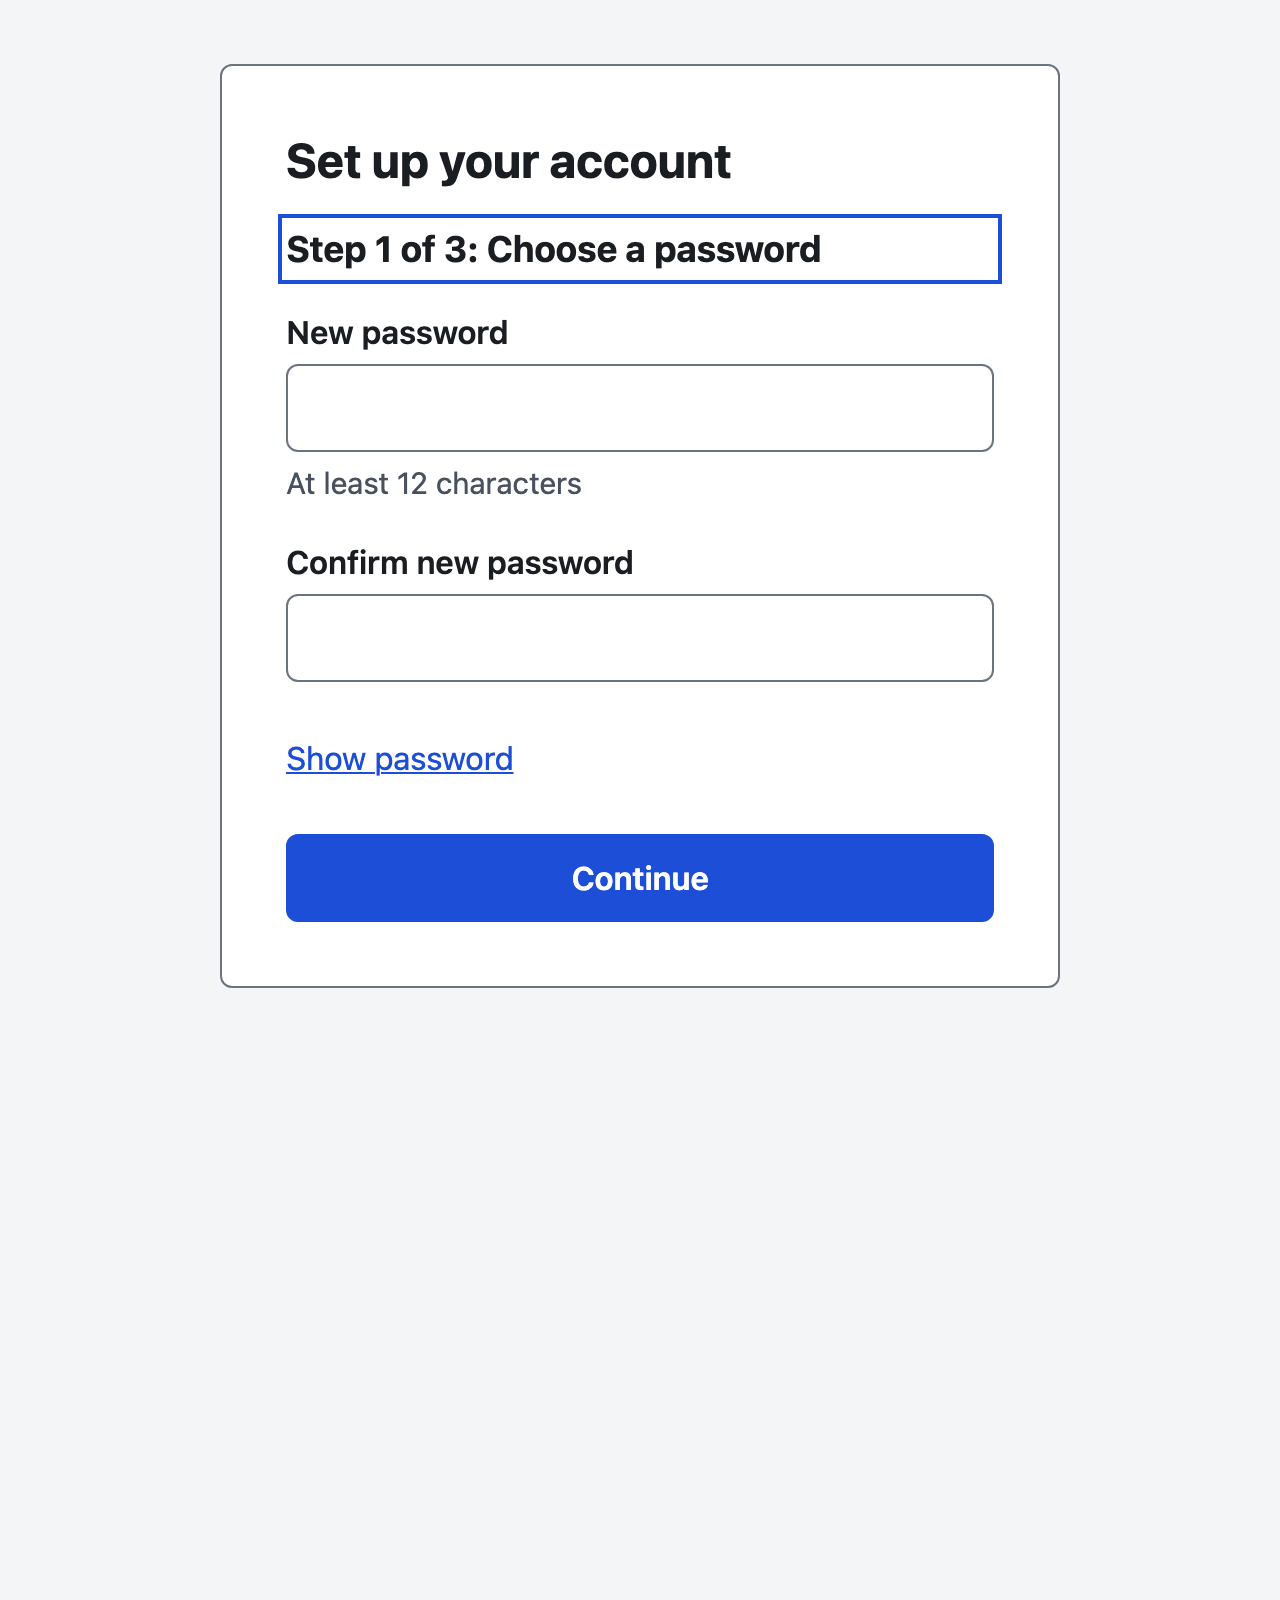 Set up your account
Step 1 of 3: Choose a password
New password
At least 12 characters
Confirm new password
Show password
Continue